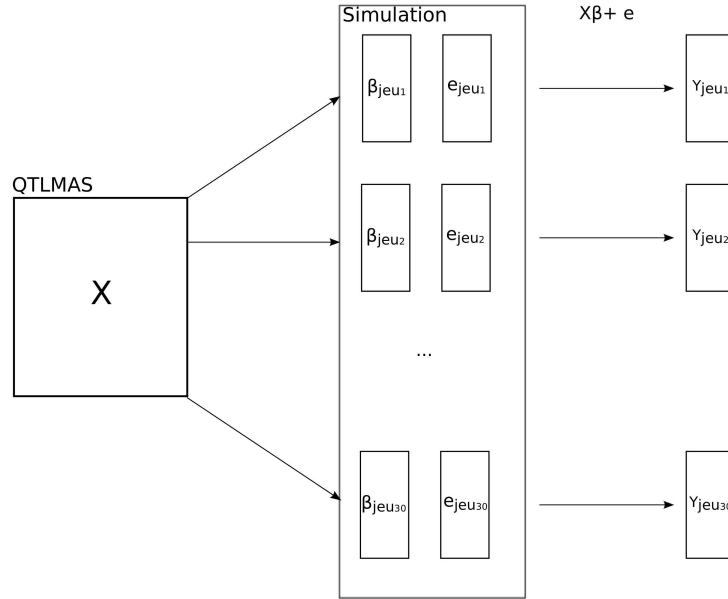 Simulation
Xβ+ e
βjeu₁ ejeu₁ Yjeu₁
QTLMAS
βjeu₂ ejeu₂ Yjeu₂
X
...
βjeu₃₀ ejeu₃₀ Yjeu₃₀